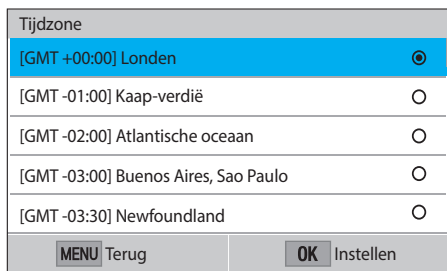 Tijdzone
[GMT +00:00] Londen
[GMT -01:00] Kaap-verdië
[GMT -02:00] Atlantische oceaan
[GMT -03:00] Buenos Aires, Sao Paulo
[GMT -03:30] Newfoundland
MENU Terug OK Instellen